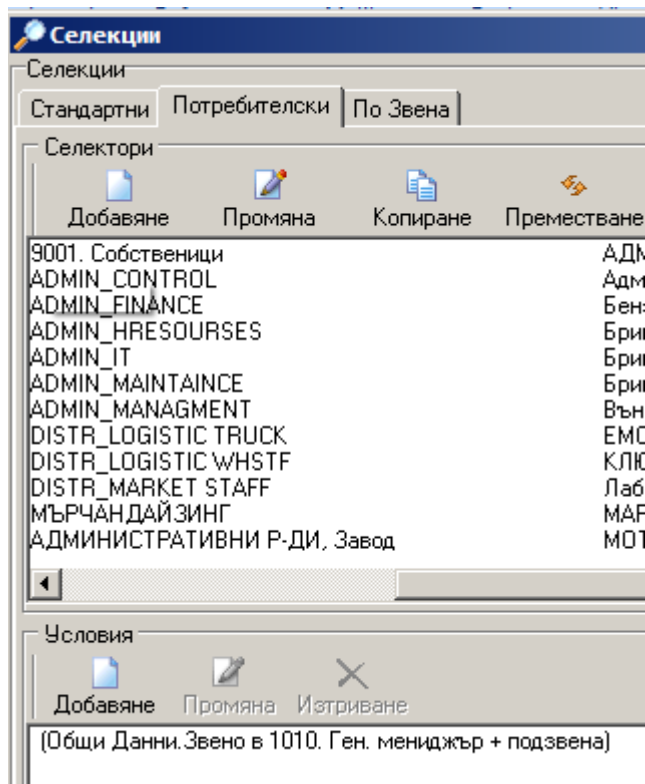 Селекции
Селекции
Стандартни Потребителски По Звена
Селектори
Добавяне Промяна Копиране Преместване
9001. Собственици
ADMIN_CONTROL
ADMIN_FINANCE
ADMIN_HRESOURSES
ADMIN_IT
ADMIN_MAINTAINCE
ADMIN_MANAGMENT
DISTR_LOGISTIC TRUCK
DISTR_LOGISTIC WHSTF
DISTR_MARKET STAFF
МЪРЧАНДАЙЗИНГ
АДМИНИСТРАТИВНИ Р-ДИ, Завод
Условия
Добавяне Промяна Изтриване
(Общи Данни.Звено в 1010. Ген. мениджър + подзвена)